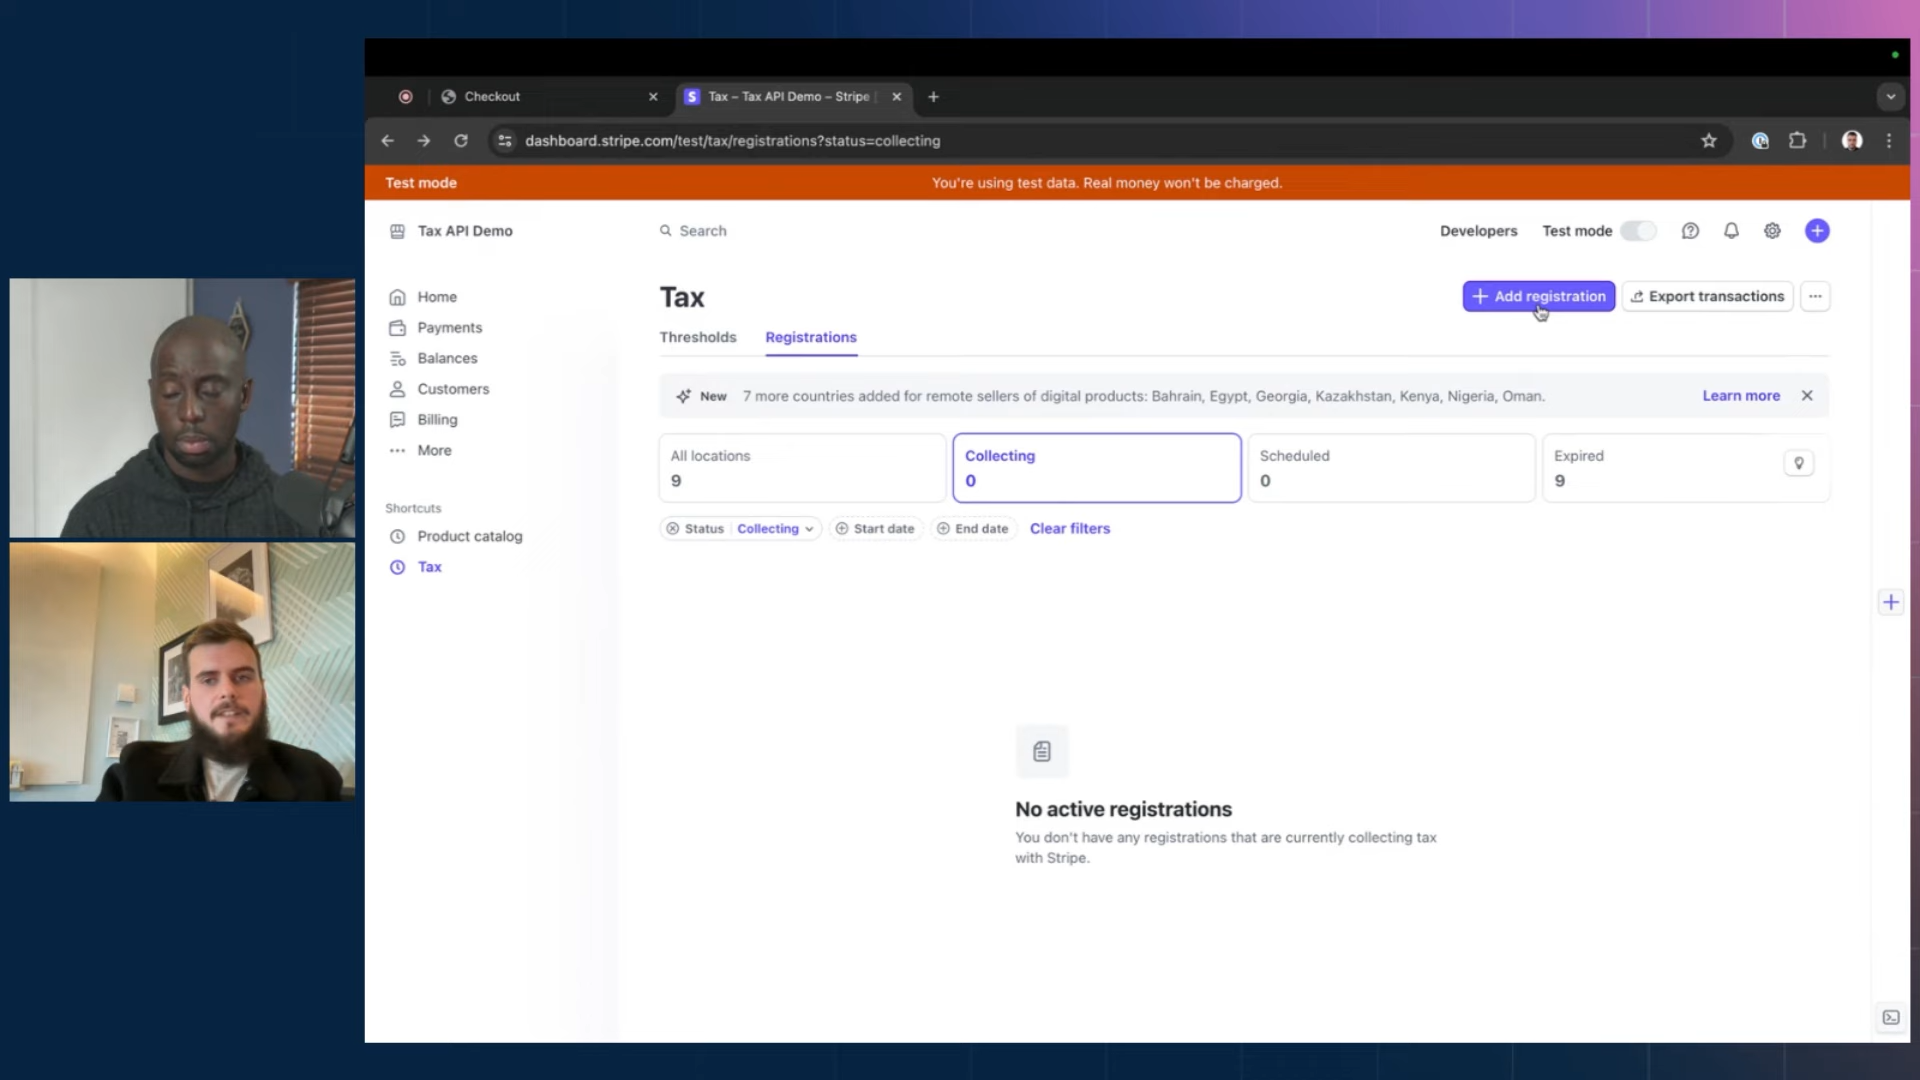 Checkout
S Tax – Tax API Demo – Stripe
dashboard.stripe.com/test/tax/registrations?status=collecting
Test mode
You're using test data. Real money won't be charged.
Tax API Demo
Search
Developers
Test mode
Home
Payments
Balances
Customers
Billing
More
Shortcuts
Product catalog
Tax
Tax
Add registration
Export transactions
Thresholds
Registrations
New 7 more countries added for remote sellers of digital products: Bahrain, Egypt, Georgia, Kazakhstan, Kenya, Nigeria, Oman.
Learn more
All locations
9
Collecting
0
Scheduled
0
Expired
9
Status Collecting
Start date
End date
Clear filters
No active registrations
You don't have any registrations that are currently collecting tax
with Stripe.